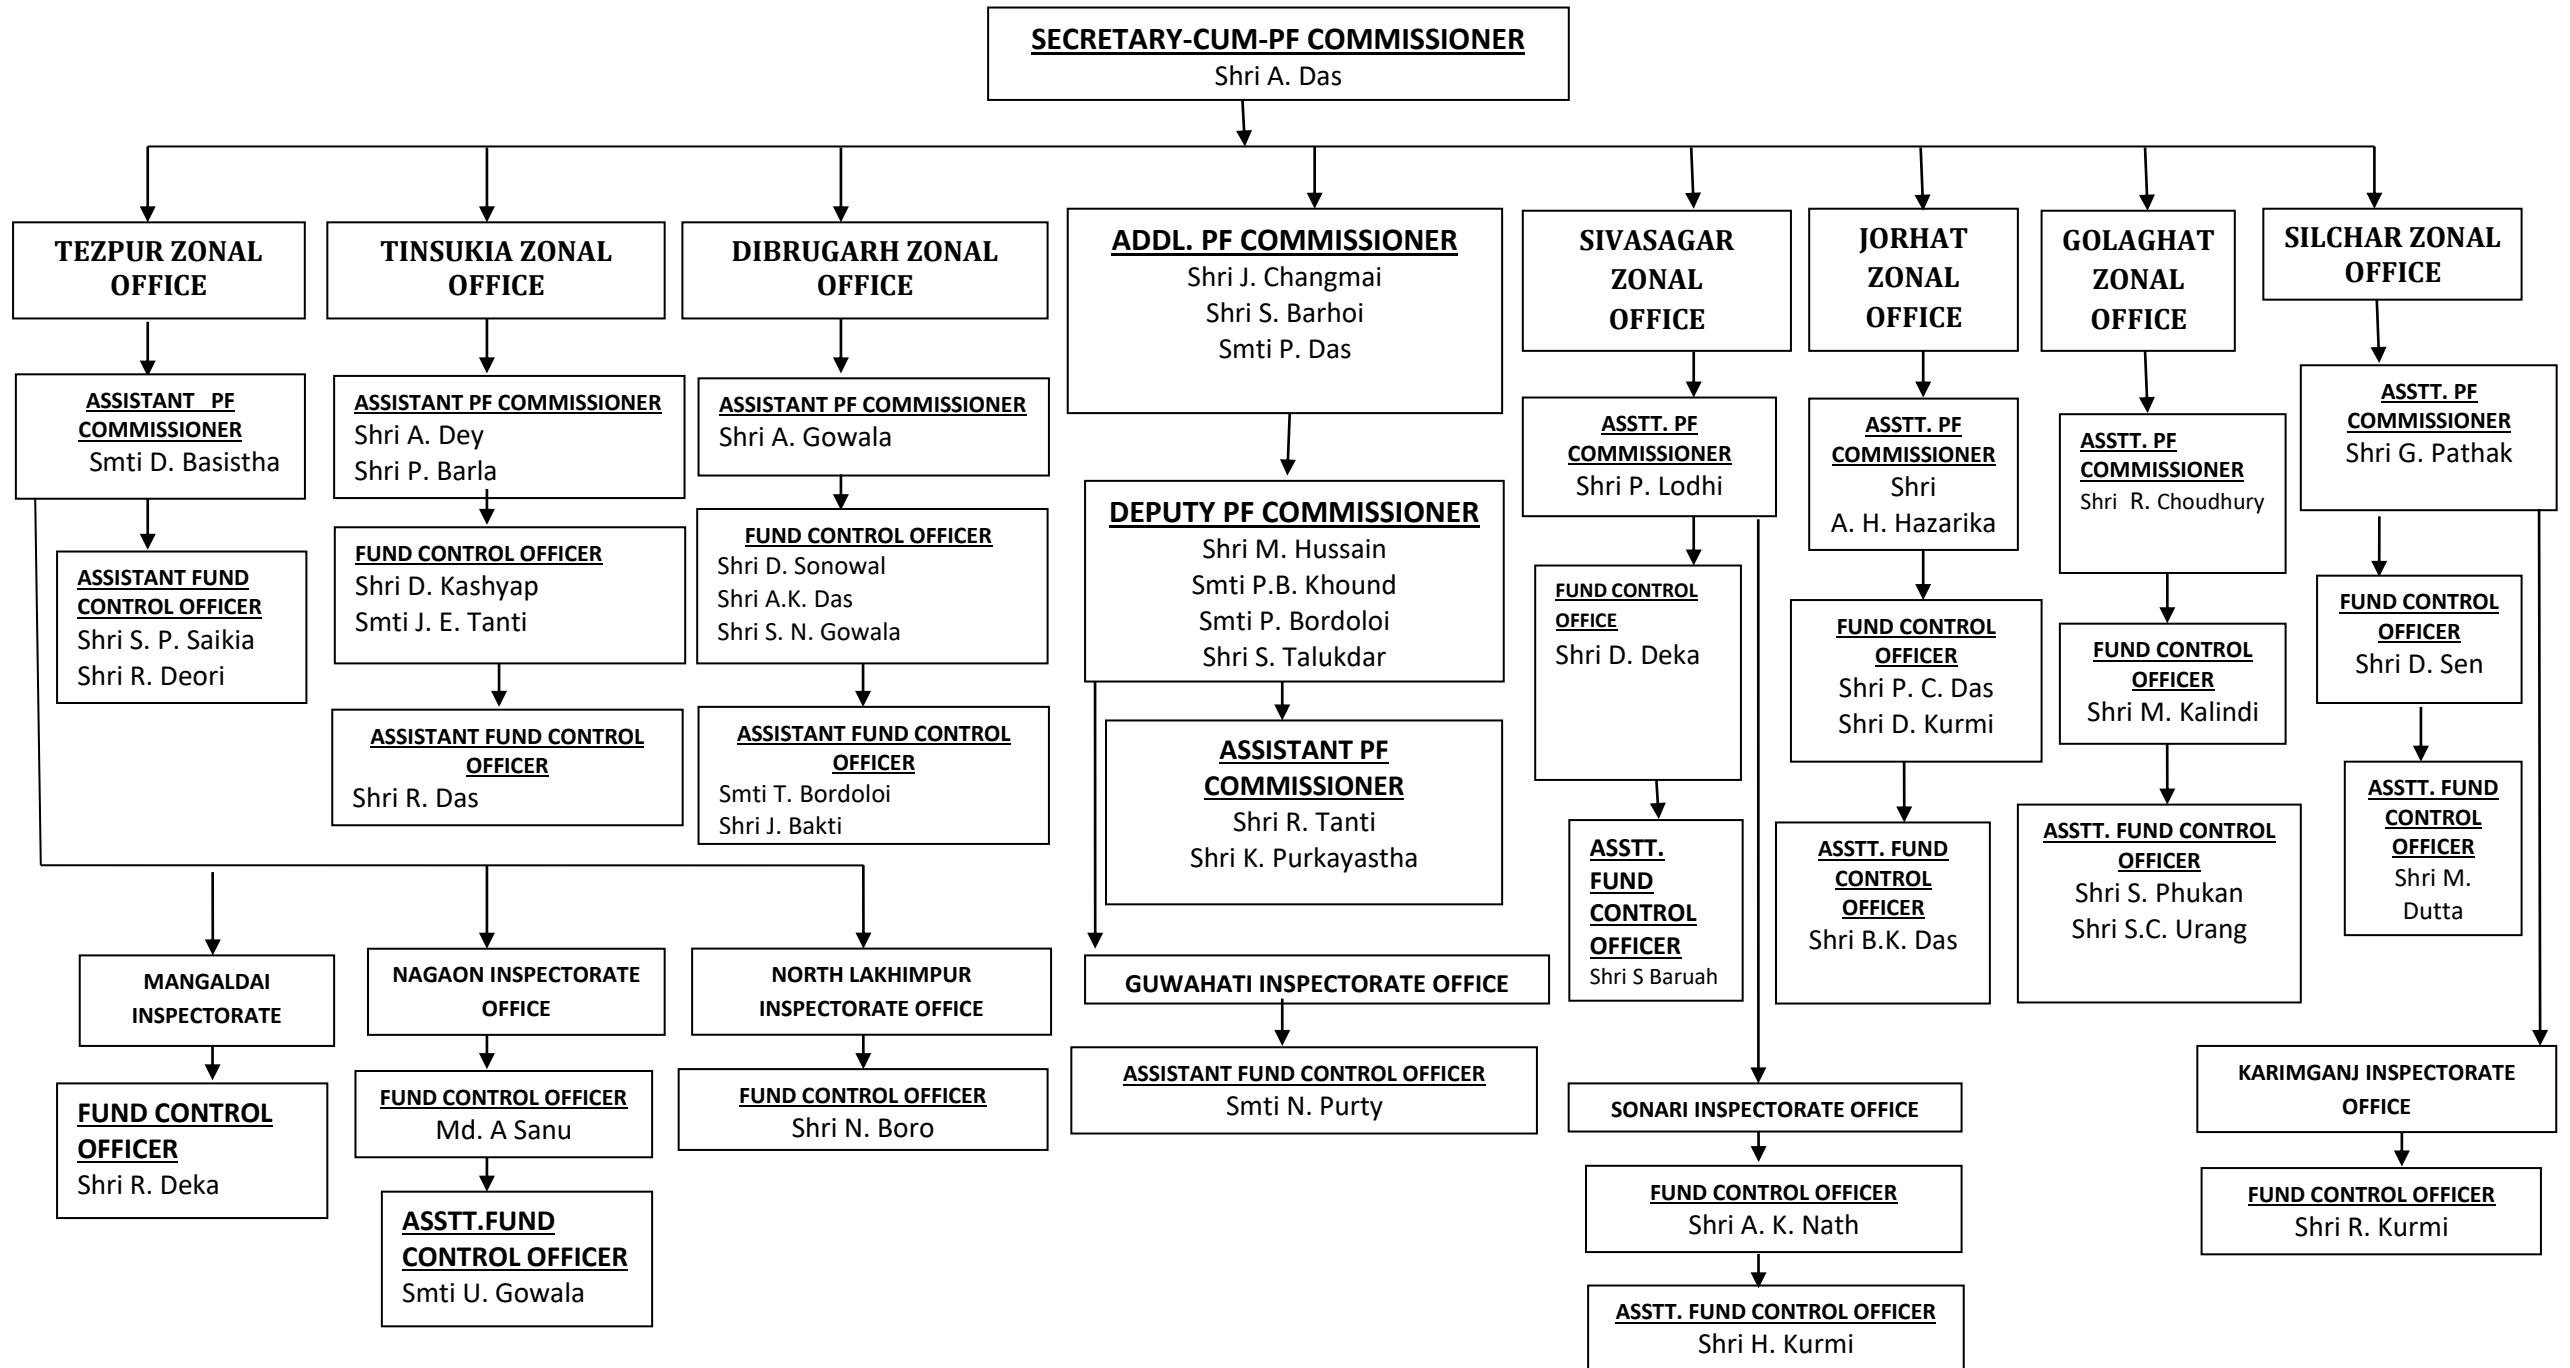 SECRETARY-CUM-PF COMMISSIONER
Shri A. Das
TEZPUR ZONAL
OFFICE
ASSISTANT PF
COMMISSIONER
Smti D. Basistha
ASSISTANT FUND
CONTROL OFFICER
Shri S. P. Saikia
Shri R. Deori
TINSUKIA ZONAL
OFFICE
ASSISTANT PF COMMISSIONER
Shri A. Dey
Shri P. Barla
FUND CONTROL OFFICER
Shri D. Kashyap
Smti J. E. Tanti
ASSISTANT FUND CONTROL
OFFICER
Shri R. Das
DIBRUGARH ZONAL
OFFICE
ASSISTANT PF COMMISSIONER
Shri A. Gowala
FUND CONTROL OFFICER
Shri D. Sonowal
Shri A.K. Das
Shri S. N. Gowala
ASSISTANT FUND CONTROL
OFFICER
Smti T. Bordoloi
Shri J. Bakti
MANGALDAI
INSPECTORATE
FUND CONTROL
OFFICER
Shri R. Deka
NAGAON INSPECTORATE
OFFICE
FUND CONTROL OFFICER
Md. A Sanu
ASSTT.FUND
CONTROL OFFICER
Smti U. Gowala
NORTH LAKHIMPUR
INSPECTORATE OFFICE
FUND CONTROL OFFICER
Shri N. Boro
ADDL. PF COMMISSIONER
Shri J. Changmai
Shri S. Barhoi
Smti P. Das
DEPUTY PF COMMISSIONER
Shri M. Hussain
Smti P.B. Khound
Smti P. Bordoloi
Shri S. Talukdar
ASSISTANT PF
COMMISSIONER
Shri R. Tanti
Shri K. Purkayastha
GUWAHATI INSPECTORATE OFFICE
ASSISTANT FUND CONTROL OFFICER
Smti N. Purty
SIVASAGAR
ZONAL
OFFICE
ASSTT. PF
COMMISSIONER
Shri P. Lodhi
FUND CONTROL
OFFICE
Shri D. Deka
ASSTT.
FUND
CONTROL
OFFICER
Shri S Baruah
SONARI INSPECTORATE OFFICE
FUND CONTROL OFFICER
Shri A. K. Nath
ASSTT. FUND CONTROL OFFICER
Shri H. Kurmi
JORHAT
ZONAL
OFFICE
ASSTT. PF
COMMISSIONER
Shri
A. H. Hazarika
FUND CONTROL
OFFICER
Shri P. C. Das
Shri D. Kurmi
ASSTT. FUND
CONTROL
OFFICER
Shri B.K. Das
GOLAGHAT
ZONAL
OFFICE
ASSTT. PF
COMMISSIONER
Shri R. Choudhury
FUND CONTROL
OFFICER
Shri M. Kalindi
ASSTT. FUND CONTROL
OFFICER
Shri S. Phukan
Shri S.C. Urang
SILCHAR ZONAL
OFFICE
ASSTT. PF
COMMISSIONER
Shri G. Pathak
FUND CONTROL
OFFICER
Shri D. Sen
ASSTT. FUND
CONTROL
OFFICER
Shri M.
Dutta
KARIMGANJ INSPECTORATE
OFFICE
FUND CONTROL OFFICER
Shri R. Kurmi